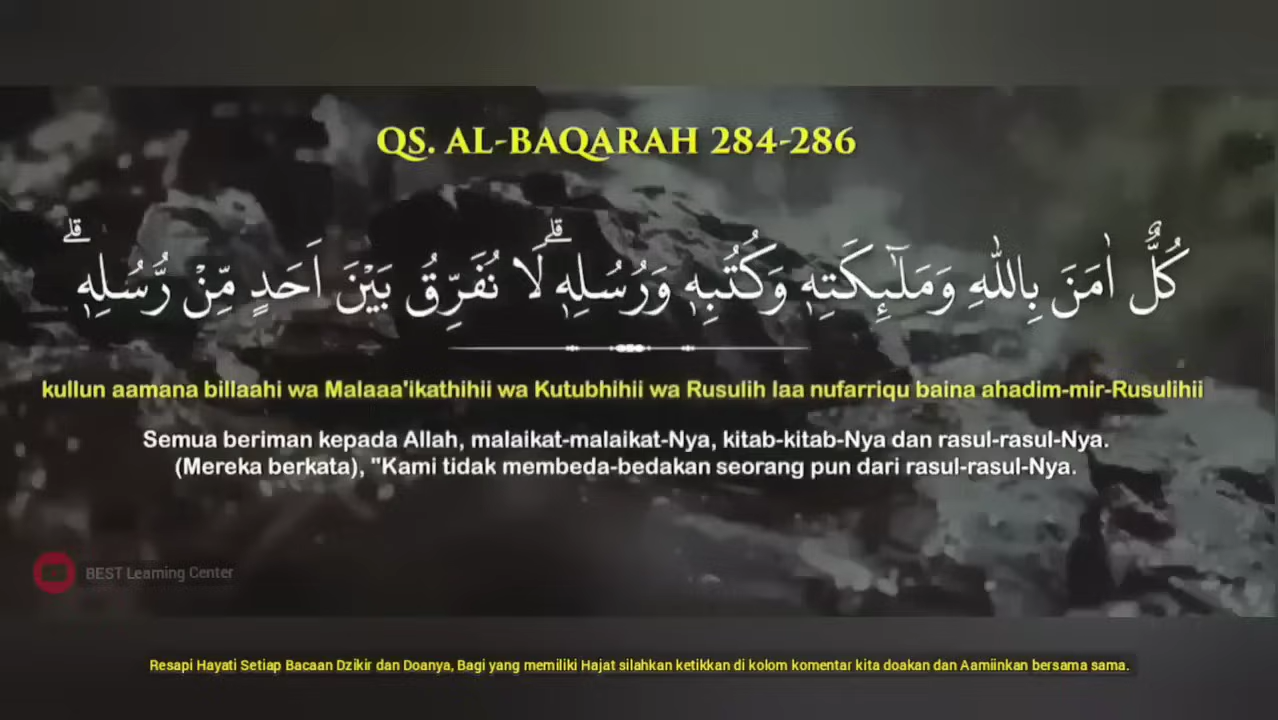 QS. AL-BAQARAH 284-286
كُلٌّ اٰمَنَ بِاللّٰهِ وَمَلٰۤىِٕكَتِهٖ وَكُتُبِهٖ وَرُسُلِهٖۗ لَا نُفَرِّقُ بَيْنَ اَحَدٍ مِّنْ رُّسُلِهٖۗ
kullun aamana billaahi wa Malaaa'ikathihii wa Kutubhihii wa Rusulih laa nufarriqu baina ahadim-mir-Rusulihii
Semua beriman kepada Allah, malaikat-malaikat-Nya, kitab-kitab-Nya dan rasul-rasul-Nya.
(Mereka berkata), "Kami tidak membeda-bedakan seorang pun dari rasul-rasul-Nya.
BEST Learning Center
Resapi Hayati Setiap Bacaan Dzikir dan Doanya, Bagi yang memiliki Hajat silahkan ketikkan di kolom komentar kita doakan dan Aamiinkan bersama sama.